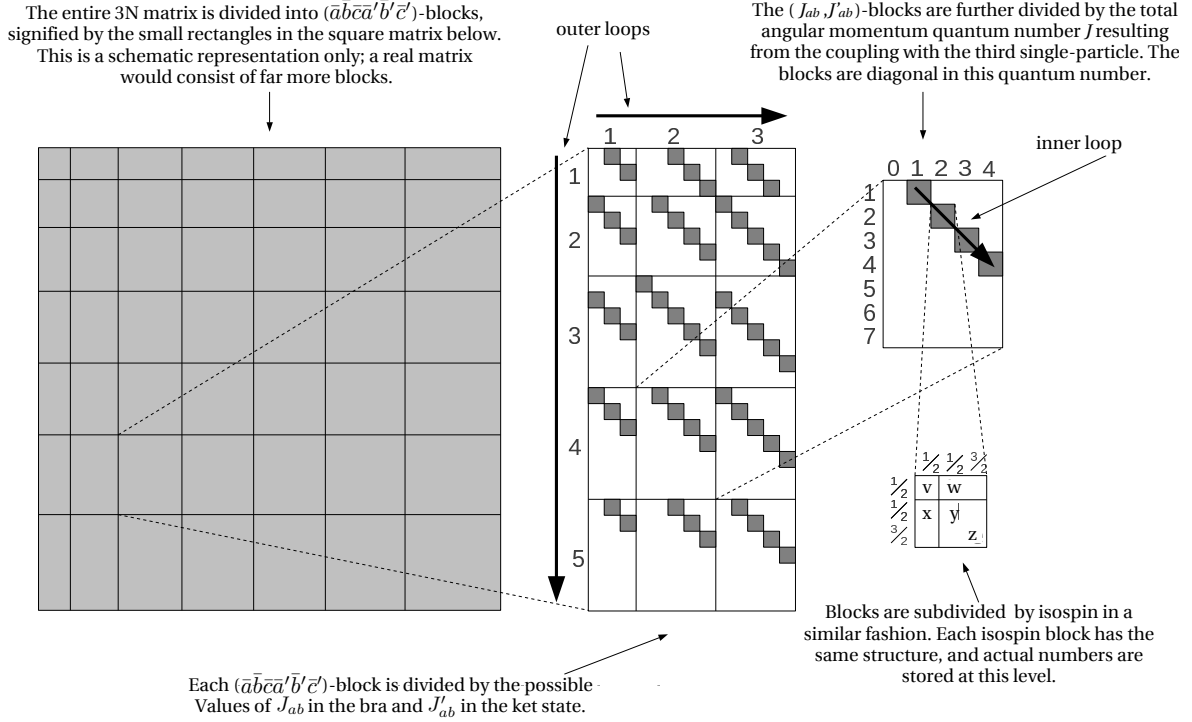 The entire 3N matrix is divided into (āb̄c̄ā′b̄′c̄′)-blocks,
signified by the small rectangles in the square matrix below.
This is a schematic representation only; a real matrix
would consist of far more blocks.
outer loops
The (J_ab,J′_ab)-blocks are further divided by the total
angular momentum quantum number J resulting
from the coupling with the third single-particle. The
blocks are diagonal in this quantum number.
inner loop
1 2 3
1
2
3
4
5
0 1 2 3 4
1
2
3
4
5
6
7
1/2 1/2 3/2
1/2 v w
1/2 x y
3/2 z
Blocks are subdivided by isospin in a
similar fashion. Each isospin block has the
same structure, and actual numbers are
stored at this level.
Each (āb̄c̄ā′b̄′c̄′)-block is divided by the possible
Values of J_ab in the bra and J′_ab in the ket state.